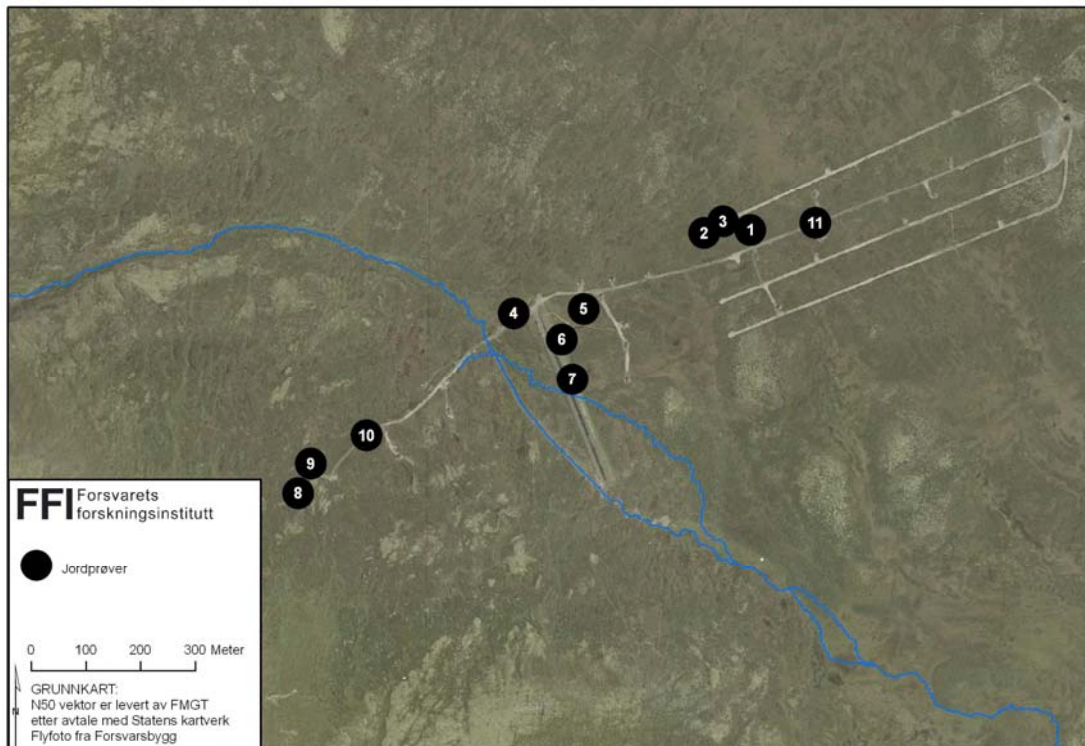 3
2
1
11
4
5
6
7
10
9
8
FFI Forsvarets
forskningsinstitutt
Jordprøver
0 100 200 300 Meter
N
GRUNNKART:
N50 vektor er levert av FMGT
etter avtale med Statens kartverk
Flyfoto fra Forsvarsbygg